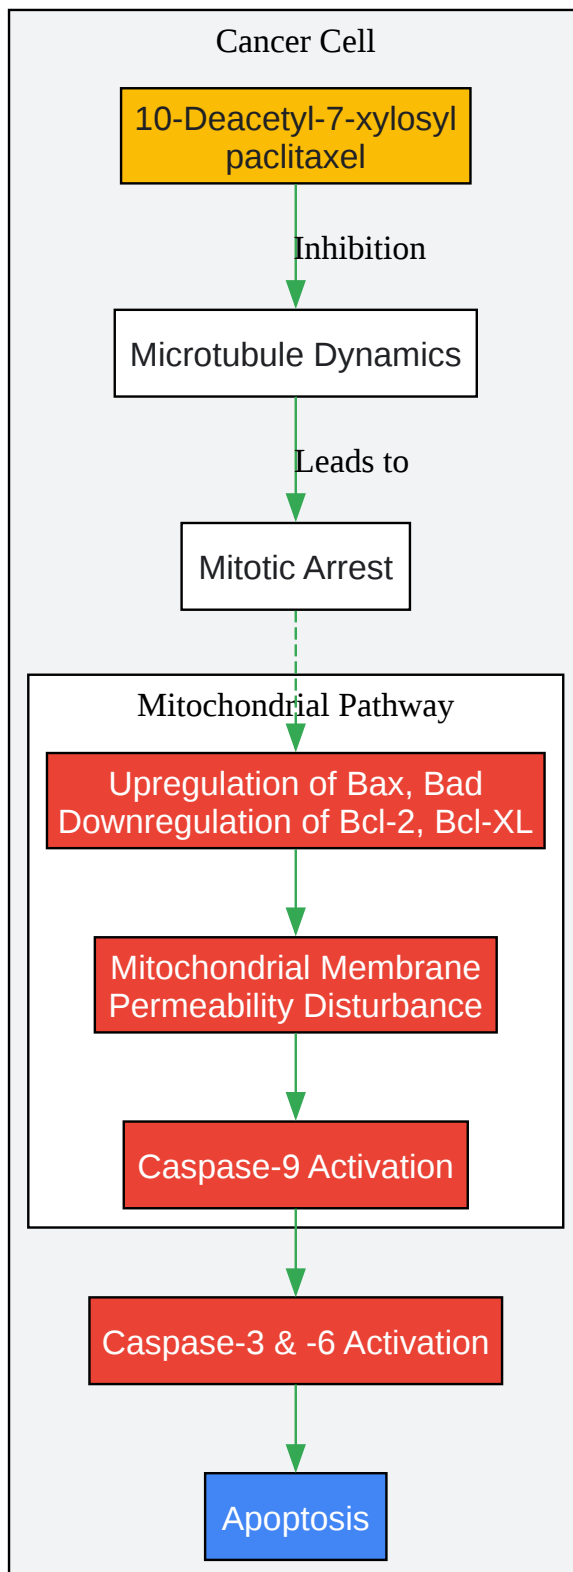 Cancer Cell
10-Deacetyl-7-xylosyl
paclitaxel
Inhibition
Microtubule Dynamics
Leads to
Mitotic Arrest
Mitochondrial Pathway
Upregulation of Bax, Bad
Downregulation of Bcl-2, Bcl-XL
Mitochondrial Membrane
Permeability Disturbance
Caspase-9 Activation
Caspase-3 & -6 Activation
Apoptosis